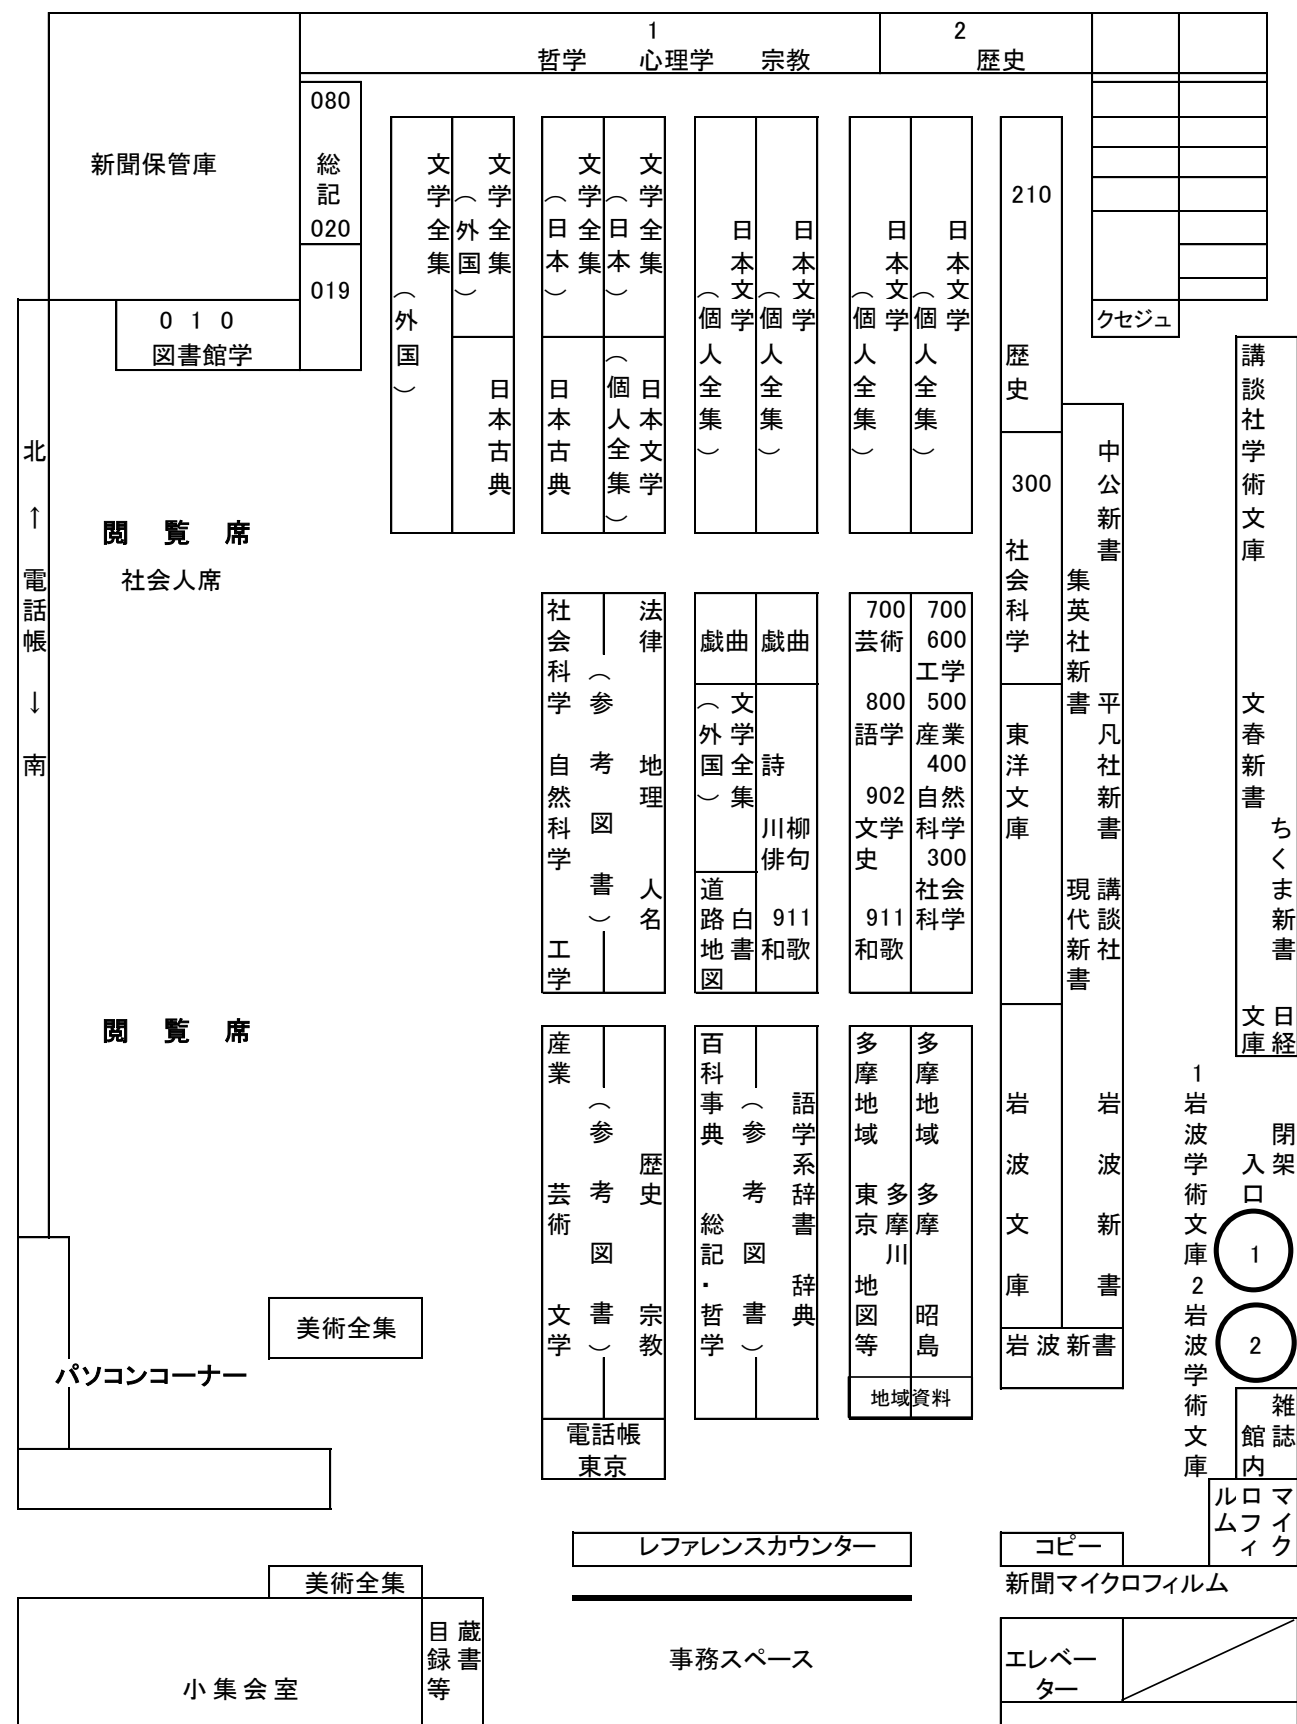 1
哲学 心理学 宗教
2
歴史
新聞保管庫
080
総記
020
019
010
図書館学
文学全集
（外国）
文学全集
（外国）
日本古典
文学全集
（日本）
日本古典
文学全集
（日本）
日本文学
（個人全集）
日本文学
（個人全集）
日本文学
（個人全集）
日本文学
（個人全集）
日本文学
（個人全集）
210
歴史
300
社会科学
東洋文庫
岩波文庫
クセジュ
中公新書
集英社新書
平凡社新書
講談社
現代新書
岩波新書
岩波新書
講談社学術文庫
文春新書
ちくま新書
日経
文庫
北
↑
電話帳
↓
南
閲覧席
社会人席
閲覧席
社会科学 自然科学 工学
（参考図書）
法律 地理 人名
戯曲
戯曲
文学全集
（外国）
詩
川柳
俳句
911
和歌
道路地図
白書
700
芸術
800
語学
902
文学史
911
和歌
700
600
工学
500
産業
400
自然科学
300
社会科学
産業 芸術 文学
（参考図書）
歴史 宗教
電話帳
東京
百科事典 総記・哲学
（参考図書）
語学系辞書 辞典
多摩地域 東京 地図等
多摩川
多摩地域 多摩 昭島
地域資料
1岩波学術文庫2岩波学術文庫
閉架
入口
1
2
雑誌
館内
マイクロフィルム
美術全集
パソコンコーナー
レファレンスカウンター
コピー
新聞マイクロフィルム
美術全集
小集会室
蔵書
目録等
事務スペース
エレベーター